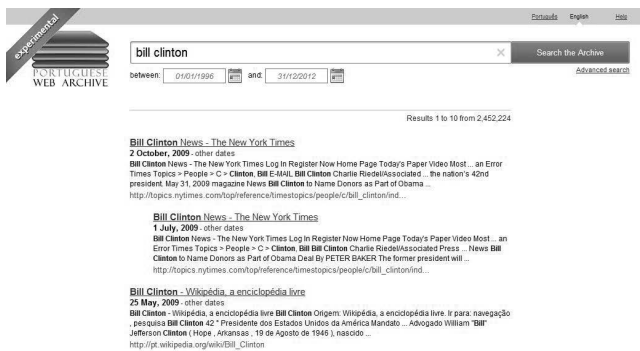 Português English Help
experimental
PORTUGUESE
WEB ARCHIVE
bill clinton × Search the Archive
between: 01/01/1996 and: 31/12/2012
Advanced search
Results 1 to 10 from 2,452,224
Bill Clinton News - The New York Times
2 October, 2009 - other dates
Bill Clinton News - The New York Times Log In Register Now Home Page Today's Paper Video Most ... an Error
Times Topics > People > C > Clinton, Bill E-MAIL Bill Clinton Charlie Riedel/Associated ... the nation's 42nd
president. May 31, 2009 magazine News Bill Clinton to Name Donors as Part of Obama ...
http://topics.nytimes.com/top/reference/timestopics/people/c/bill_clinton/ind...
Bill Clinton News - The New York Times
1 July, 2009 - other dates
Bill Clinton News - The New York Times Log In Register Now Home Page Today's Paper Video Most ... an
Error Times Topics > People > C > Clinton, Bill Bill Clinton Charlie Riedel/Associated Press ... News Bill
Clinton to Name Donors as Part of Obama Deal By PETER BAKER The former president will ...
http://topics.nytimes.com/top/reference/timestopics/people/c/bill_clinton/ind...
Bill Clinton - Wikipédia, a enciclopédia livre
25 May, 2009 - other dates
Bill Clinton - Wikipédia, a enciclopédia livre Bill Clinton Origem: Wikipédia, a enciclopédia livre. Ir para: navegação
, pesquisa Bill Clinton 42 º Presidente dos Estados Unidos da América Mandato ... Advogado William "Bill"
Jefferson Clinton ( Hope , Arkansas , 19 de Agosto de 1946 ), nascido ...
http://pt.wikipedia.org/wiki/Bill_Clinton